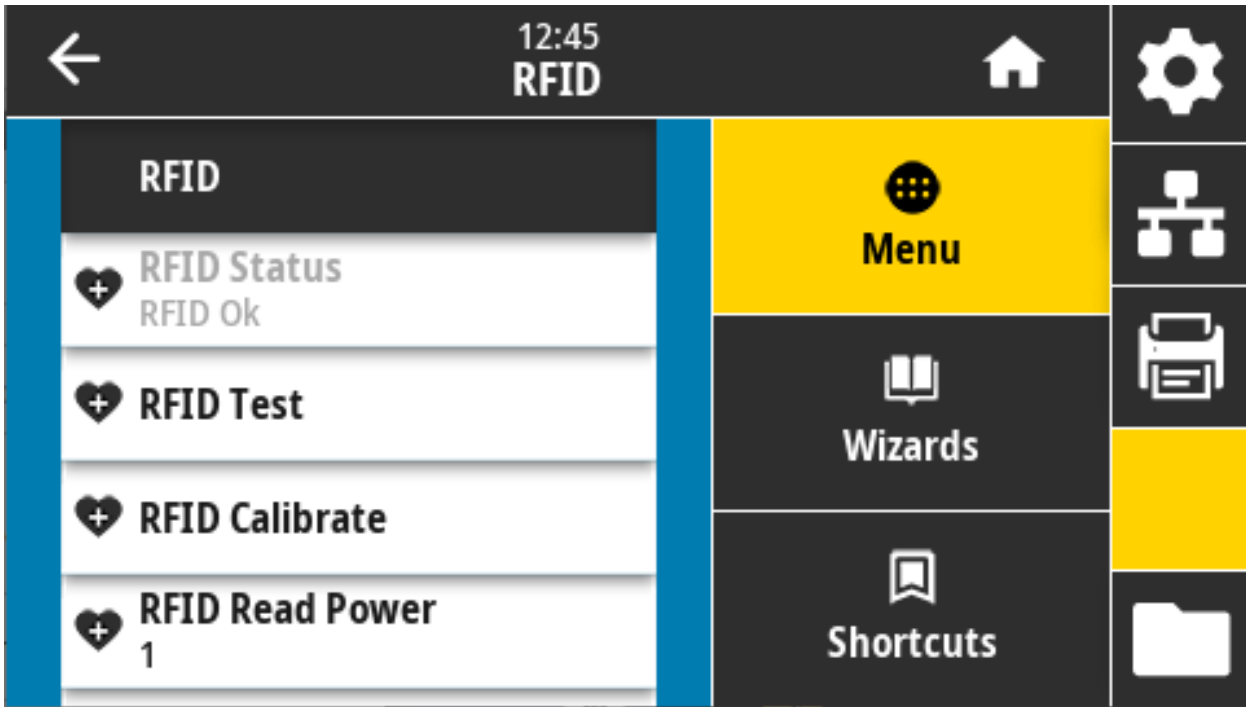 12:45
RFID
RFID
RFID Status
RFID Ok
RFID Test
RFID Calibrate
RFID Read Power
1
Menu
Wizards
Shortcuts